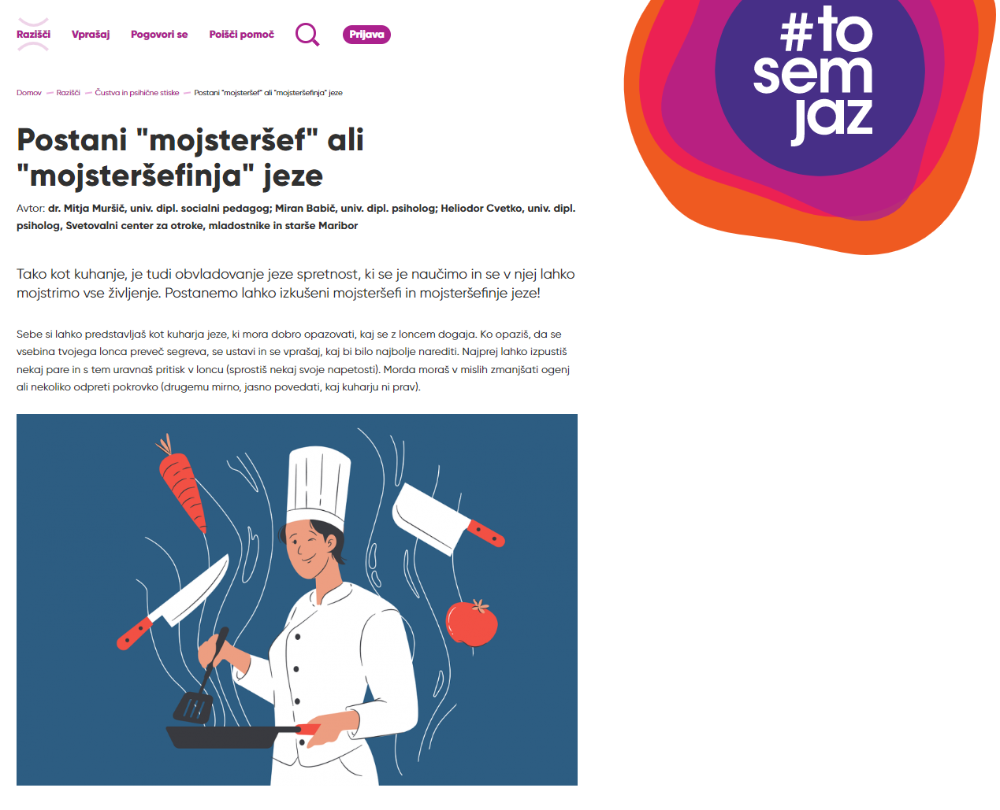 Razišči Vprašaj Pogovori se Poišči pomoč Prijava
#to
sem
jaz
Domov Razišči Čustva in psihične stiske Postani "mojsteršef" ali "mojsteršefinja" jeze
Postani "mojsteršef" ali
"mojsteršefinja" jeze
Avtor: dr. Mitja Muršič, univ. dipl. socialni pedagog; Miran Babič, univ. dipl. psiholog; Heliodor Cvetko, univ. dipl.
psiholog, Svetovalni center za otroke, mladostnike in starše Maribor
Tako kot kuhanje, je tudi obvladovanje jeze spretnost, ki se je naučimo in se v njej lahko
mojstrimo vse življenje. Postanemo lahko izkušeni mojsteršefi in mojsteršefinje jeze!
Sebe si lahko predstavljaš kot kuharja jeze, ki mora dobro opazovati, kaj se z loncem dogaja. Ko opaziš, da se
vsebina tvojega lonca preveč segreva, se ustavi in se vprašaj, kaj bi bilo najbolje narediti. Najprej lahko izpustiš
nekaj pare in s tem uravnaš pritisk v loncu (sprostiš nekaj svoje napetosti). Morda moraš v mislih zmanjšati ogenj
ali nekoliko odpreti pokrovko (drugemu mirno, jasno povedati, kaj kuharju ni prav).